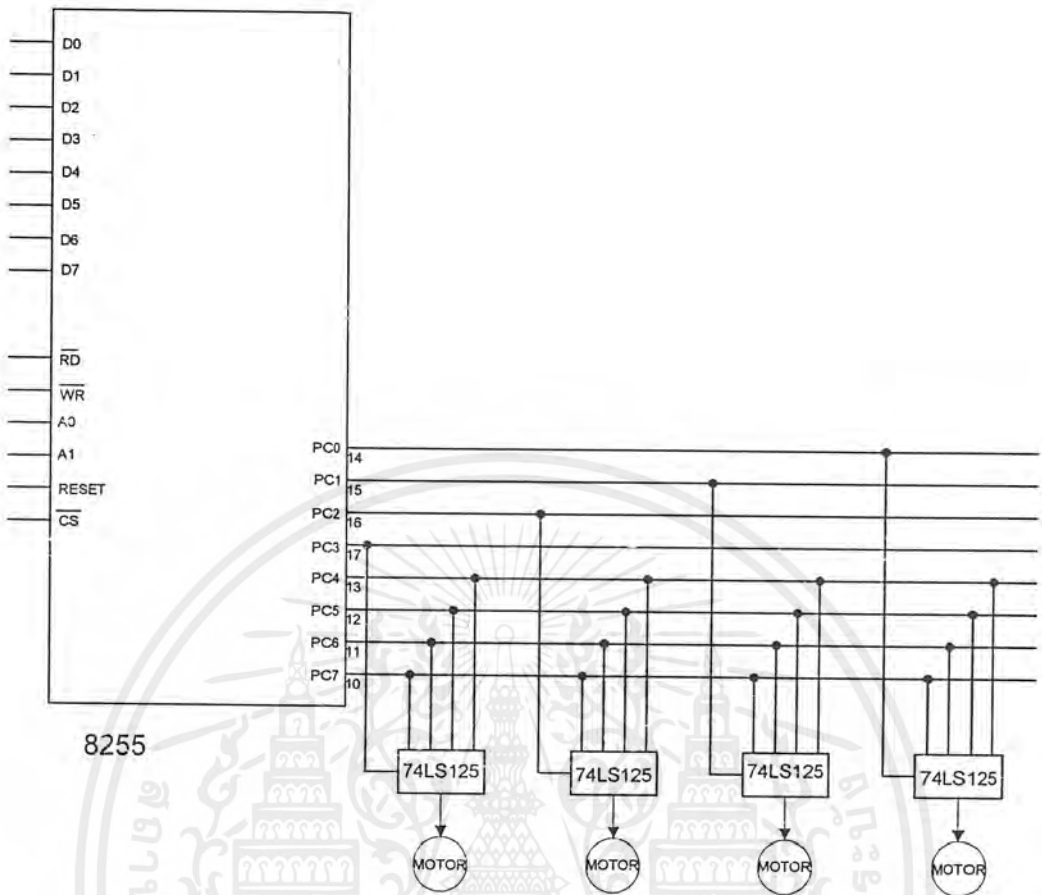 D0
D1
D2
D3
D4
D5
D6
D7
RD
WR
A0
A1
RESET
CS
PC0
14
PC1
15
PC2
16
PC3
17
PC4
13
PC5
12
PC6
11
PC7
10
8255
74LS125
74LS125
74LS125
74LS125
MOTOR
MOTOR
MOTOR
MOTOR